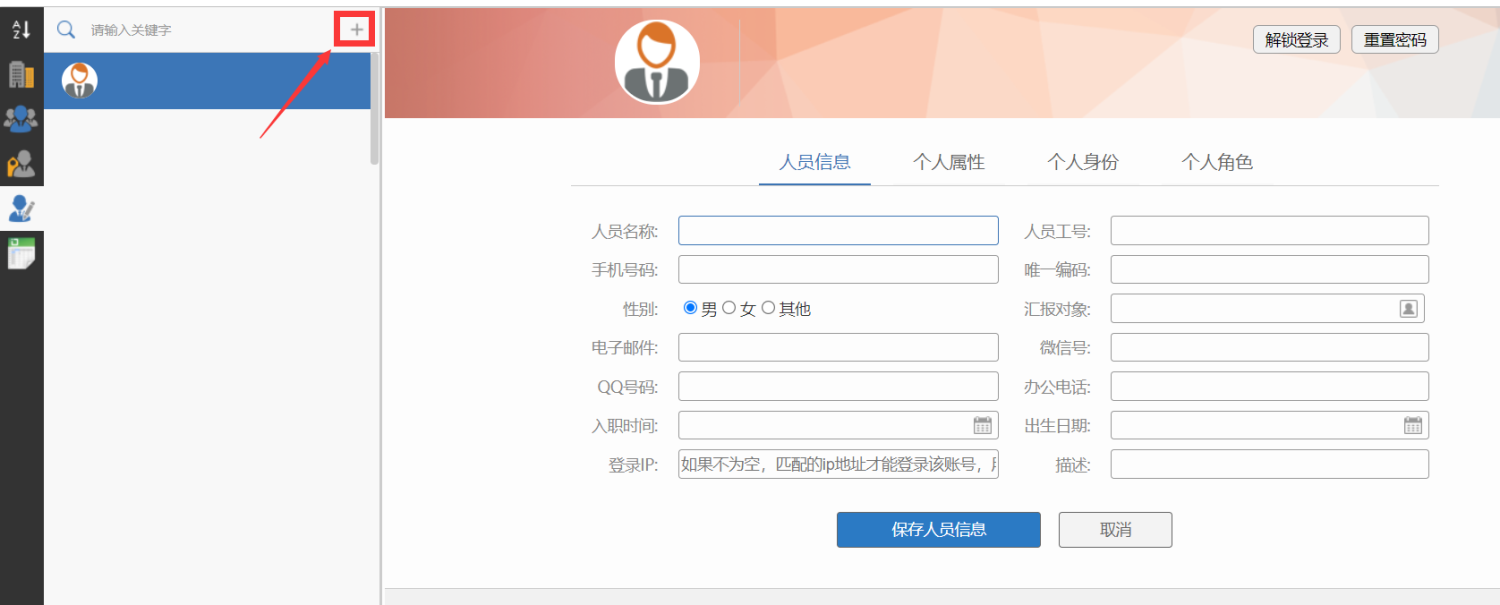 请输入关键字
解锁登录 重置密码
人员信息 个人属性 个人身份 个人角色
人员名称: 人员工号:
手机号码: 唯一编码:
性别: 男 女 其他 汇报对象:
电子邮件: 微信号:
QQ号码: 办公电话:
入职时间: 出生日期:
登录IP: 如果不为空，匹配的ip地址才能登录该账号， 描述:
保存人员信息 取消